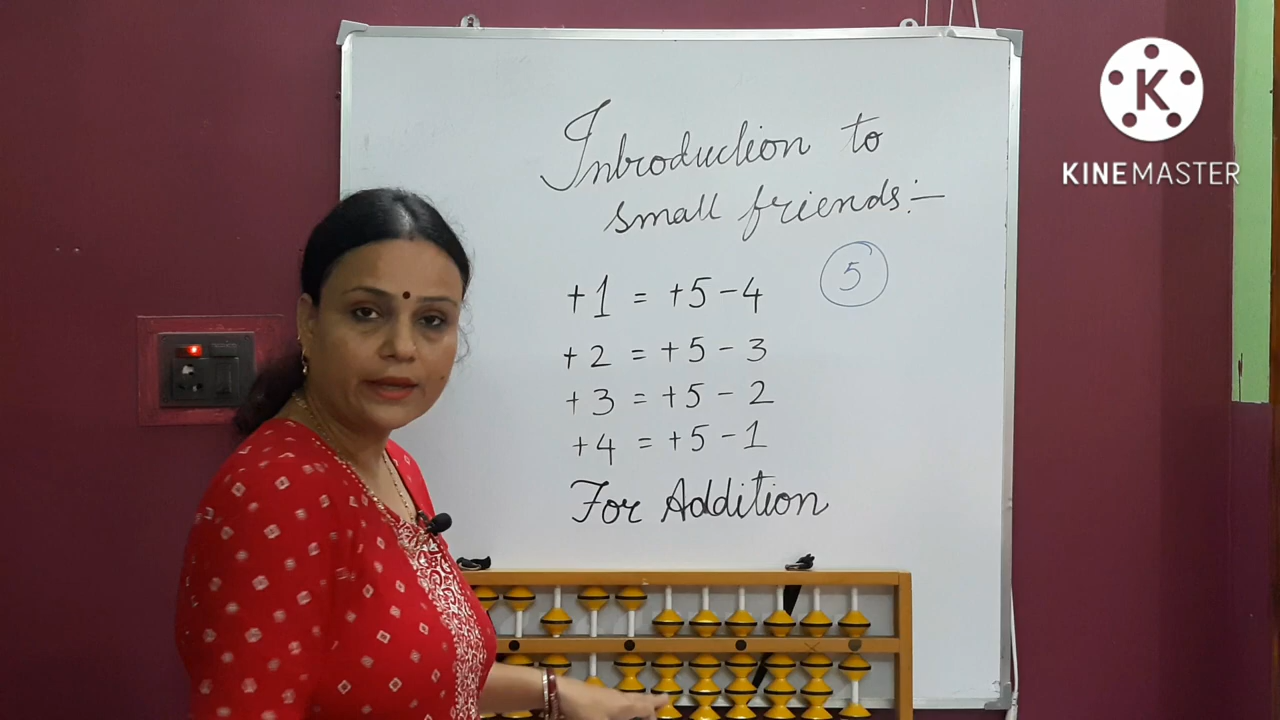 Introduction to
small friends:-
5
+1 = +5-4
+2 = +5-3
+3 = +5-2
+4 = +5-1
For Addition
K
KINEMASTER